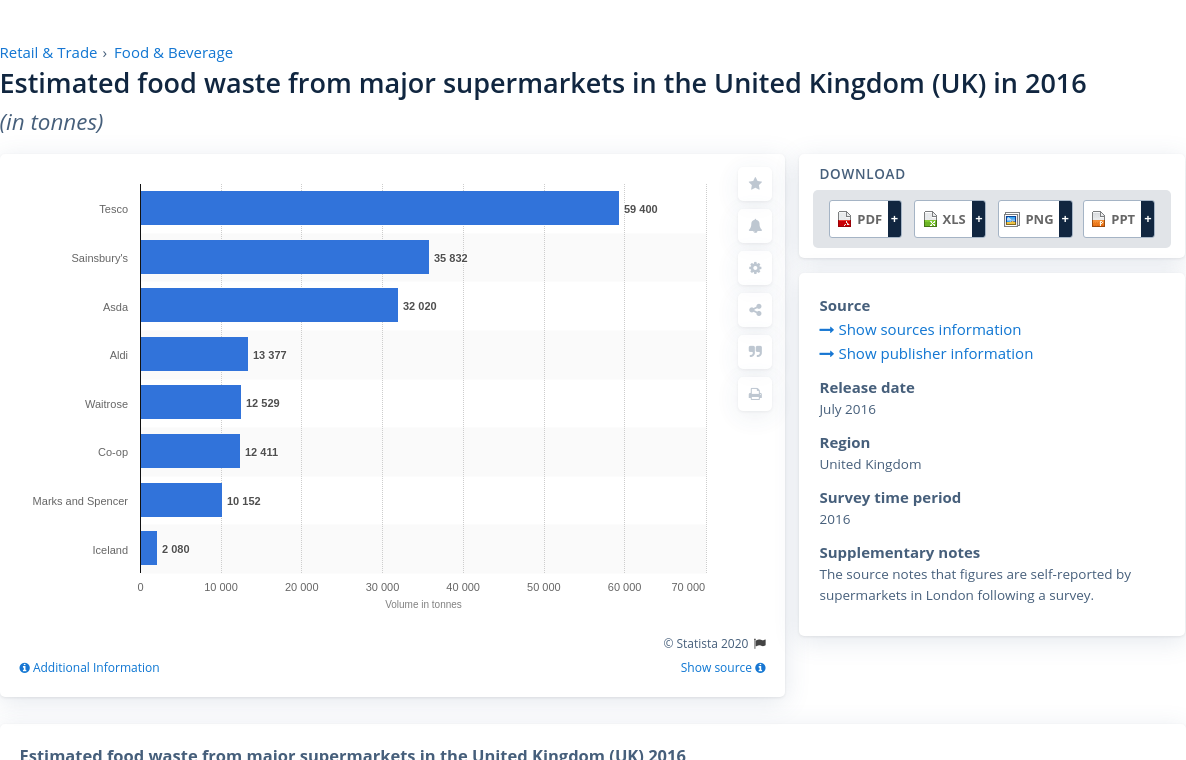 Retail & Trade › Food & Beverage
Estimated food waste from major supermarkets in the United Kingdom (UK) in 2016
(in tonnes)
Tesco 59 400
Sainsbury's 35 832
Asda 32 020
Aldi 13 377
Waitrose 12 529
Co-op 12 411
Marks and Spencer 10 152
Iceland 2 080
0 10 000 20 000 30 000 40 000 50 000 60 000 70 000
Volume in tonnes
© Statista 2020
Additional Information
Show source
DOWNLOAD
PDF + XLS + PNG + PPT +
Source
Show sources information
Show publisher information
Release date
July 2016
Region
United Kingdom
Survey time period
2016
Supplementary notes
The source notes that figures are self-reported by
supermarkets in London following a survey.
Estimated food waste from major supermarkets in the United Kingdom (UK) 2016